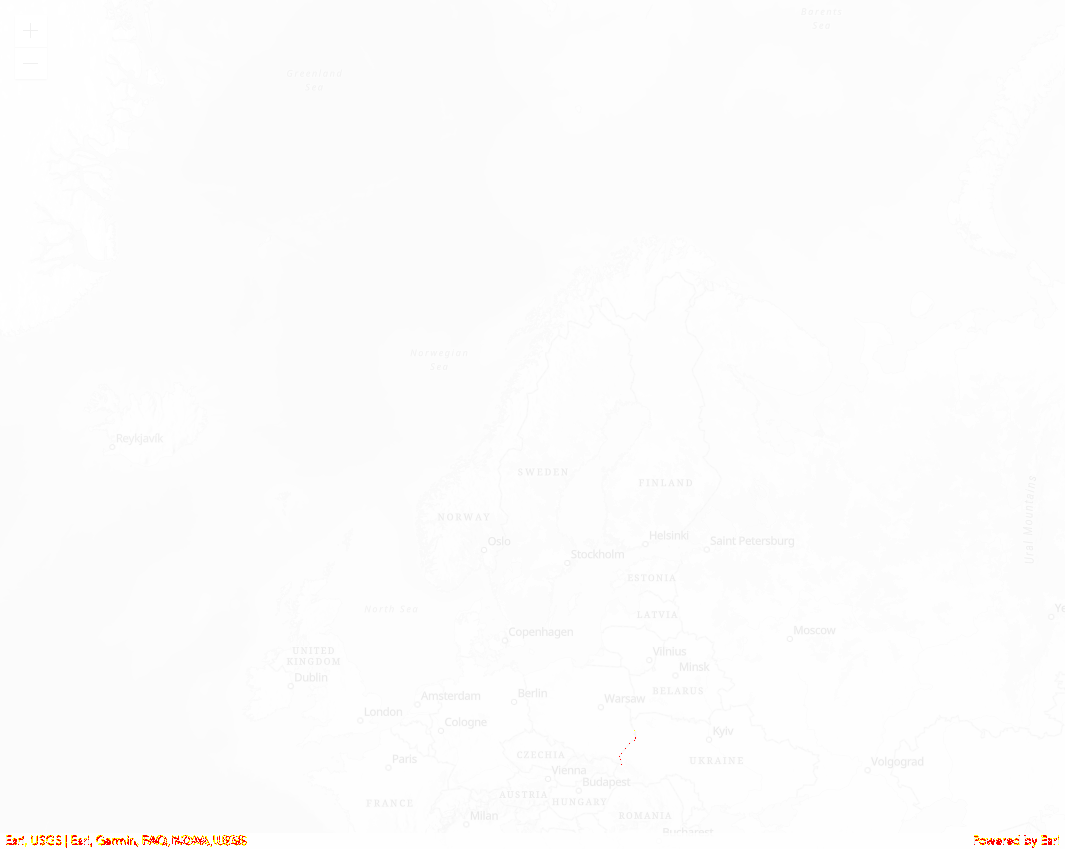 Barents
Sea
Greenland
Sea
Norwegian
Sea
Reykjavík
SWEDEN
FINLAND
Ural Mountains
NORWAY
Oslo
Helsinki
Saint Petersburg
Stockholm
ESTONIA
North Sea
LATVIA
Copenhagen
Moscow
UNITED
KINGDOM
Vilnius
Minsk
Dublin
Amsterdam
Berlin
Warsaw
BELARUS
London
Cologne
Kyiv
Paris
CZECHIA
UKRAINE
Volgograd
Vienna
Budapest
AUSTRIA
HUNGARY
FRANCE
Milan
ROMANIA
Bucharest
Esri, USGS | Esri, Garmin, FAO, NOAA, USGS
Powered by Esri